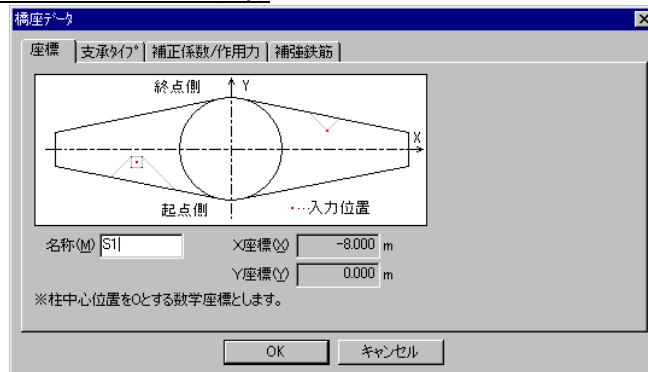 橋座データ
座標 支承タイプ 補正係数/作用力 補強鉄筋
終点側 Y
X
起点側 ・…入力位置
名称(M) S1 X座標(X) -8.000 m
Y座標(Y) 0.000 m
※柱中心位置を0とする数学座標とします。
OK キャンセル